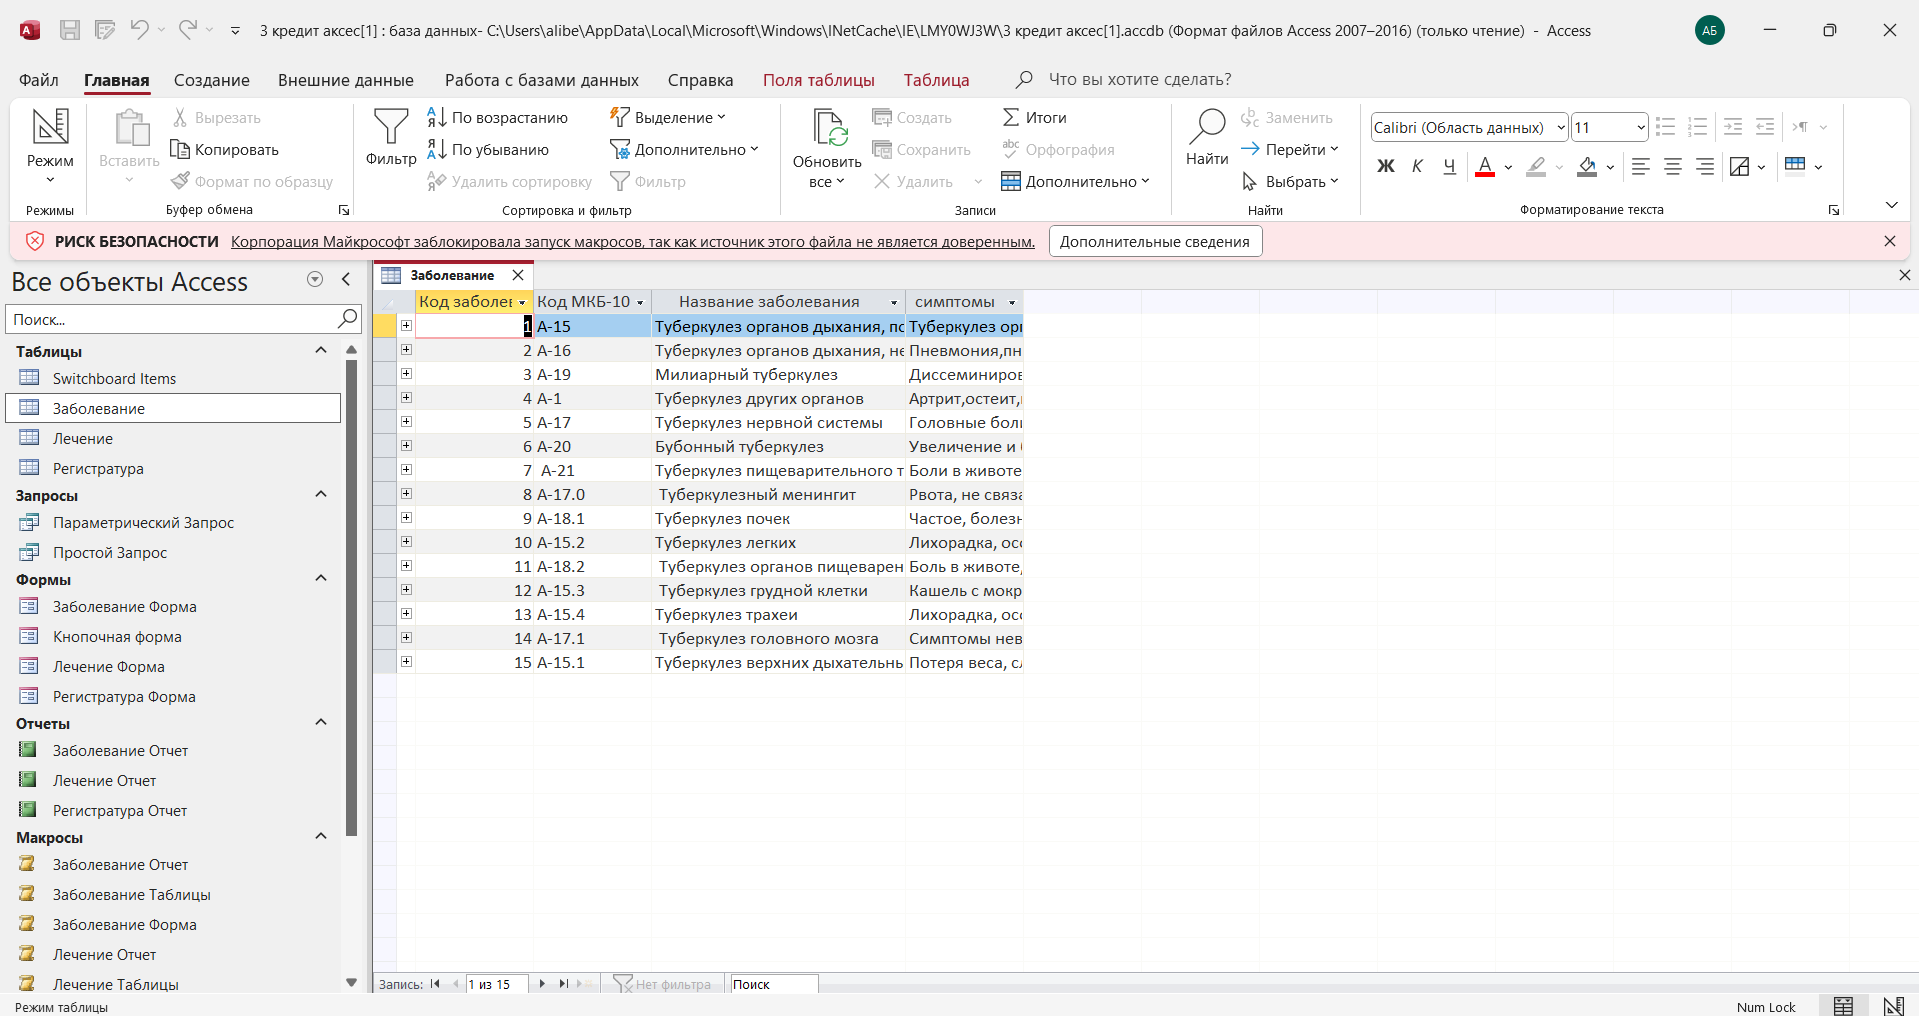 3 кредит аксес[1] : база данных- C:\Users\alibe\AppData\Local\Microsoft\Windows\INetCache\IE\LMY0WJ3W\3 кредит аксес[1].accdb (Формат файлов Access 2007–2016) (только чтение) - Access
АБ
Файл Главная Создание Внешние данные Работа с базами данных Справка Поля таблицы Таблица Что вы хотите сделать?
Режим
Режимы
Вставить
Вырезать
Копировать
Формат по образцу
Буфер обмена
Фильтр
По возрастанию
По убыванию
Удалить сортировку
Выделение
Дополнительно
Фильтр
Сортировка и фильтр
Обновить все
Создать
Сохранить
Удалить
Итоги
Орфография
Дополнительно
Записи
Найти
Заменить
Перейти
Выбрать
Найти
Calibri (Область данных) 11
Ж К Ч А
Форматирование текста
РИСК БЕЗОПАСНОСТИ Корпорация Майкрософт заблокировала запуск макросов, так как источник этого файла не является доверенным. Дополнительные сведения
Все объекты Access
Поиск...
Таблицы
Switchboard Items
Заболевание
Лечение
Регистратура
Запросы
Параметрический Запрос
Простой Запрос
Формы
Заболевание Форма
Кнопочная форма
Лечение Форма
Регистратура Форма
Отчеты
Заболевание Отчет
Лечение Отчет
Регистратура Отчет
Макросы
Заболевание Отчет
Заболевание Таблицы
Заболевание Форма
Лечение Отчет
Лечение Таблицы
Заболевание
Код заболев Код МКБ-10 Название заболевания симптомы
1 А-15 Туберкулез органов дыхания, по Туберкулез орг
2 А-16 Туберкулез органов дыхания, не Пневмония,пн
3 А-19 Милиарный туберкулез Диссеминиров
4 А-1 Туберкулез других органов Артрит,остеит,
5 А-17 Туберкулез нервной системы Головные боли
6 А-20 Бубонный туберкулез Увеличение и
7 А-21 Туберкулез пищеварительного т Боли в животе
8 А-17.0 Туберкулезный менингит Рвота, не связа
9 А-18.1 Туберкулез почек Частое, болезн
10 А-15.2 Туберкулез легких Лихорадка, осо
11 А-18.2 Туберкулез органов пищеварен Боль в животе,
12 А-15.3 Туберкулез грудной клетки Кашель с мокр
13 А-15.4 Туберкулез трахеи Лихорадка, осо
14 А-17.1 Туберкулез головного мозга Симптомы нев
15 А-15.1 Туберкулез верхних дыхательнь Потеря веса, сл
Запись: 1 из 15 Нет фильтра Поиск
Режим таблицы Num Lock